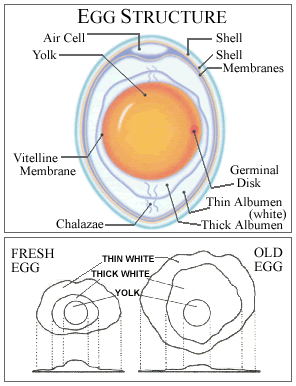 EGG STRUCTURE
Air Cell
Shell
Yolk
Shell
Membranes
Vitelline
Membrane
Germinal
Disk
Thin Albumen
(white)
Chalazae
Thick Albumen
FRESH
EGG
OLD
EGG
THIN WHITE
THICK WHITE
YOLK